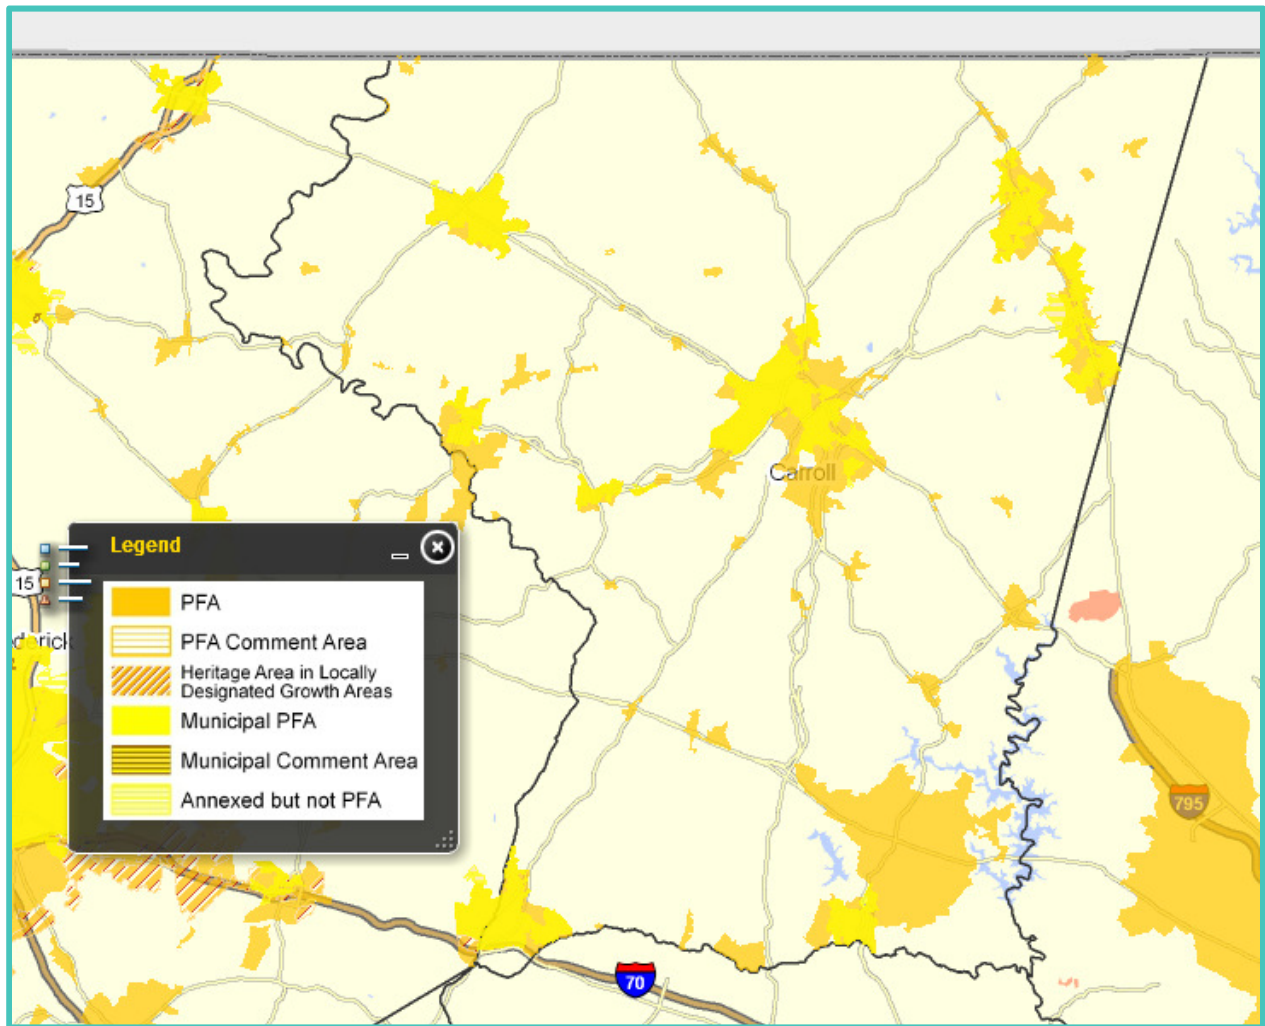 15
Carroll
Legend
15
PFA
derick
PFA Comment Area
Heritage Area in Locally
Designated Growth Areas
Municipal PFA
Municipal Comment Area
Annexed but not PFA
795
70